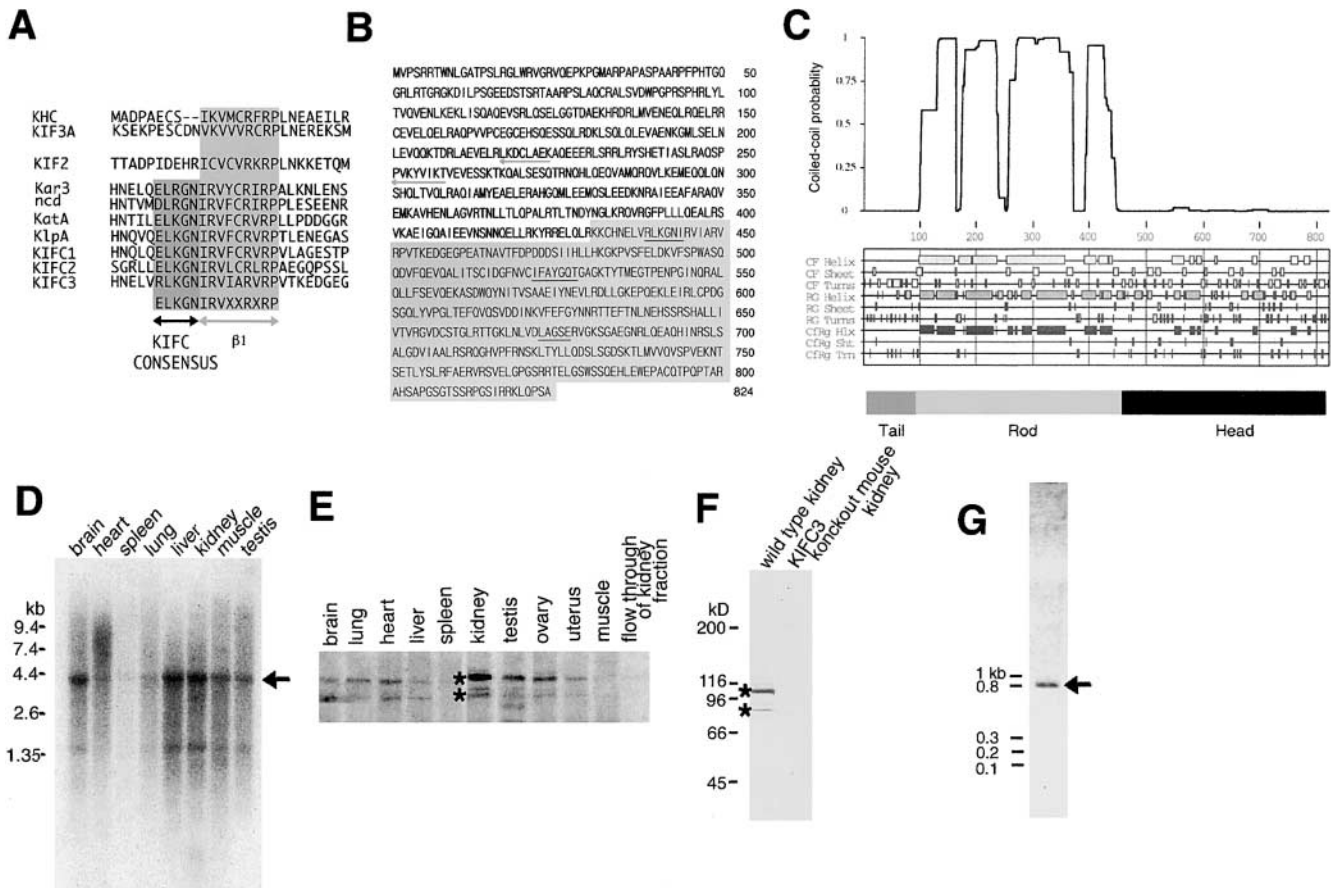 A
KHC MADPAECS--IKVMCRFRPLNEAEILR
KIF3A KSEKPESCDNVKVVVRCRPLNEREKSM
KIF2 TTADPIDEHRICVCVRKRPLNKKETQM
Kar3 HNELQELRGNIRVYCRIRPALKNLENS
ncd HNTVMDLRGNIRVFCRIRPPLESEENR
KatA HNTILELKGNIRVFCRVRPLLPDDGGR
KlpA HNQVQELKGNIRVFCRVRPTLENEGAS
KIFC1 HNQLQELKGNIRVFCRVRPVLAGESTP
KIFC2 SGRLLELKGNIRVLCRLRPAEGQPSSL
KIFC3 HNELVRLKGNIRVIARVRPVTKEDGEG
ELKGNIRVXXRXRP
KIFC
CONSENSUS
β1
B
MVPSRRTWNLGATPSLRGLWRVGRVQEPKPGMARPAPASPAARPFPHTGQ 50
GRLRTGRGKDILPSGEEDSTSRTAARPSLAQCRALSVDWPGPRSPHRLYL 100
TVQVENLKEKLISQAQEVSRLQSELGGTDAEKHRDRLMVENEQLRQELRR 150
CEVELQELRAQPVVPCEGCEHSQESSQLRDKLSQLQLEVAENKGMLSELN 200
LEVQQKTDRLAEVELRLKDCLAEKAQEEERLSRRLRYSHETIASLRAQSP 250
PVKYVIKTVEVESSKTKQALSESQTRNQHLQEQVAMQRQVLKEMEQQLQN 300
SHQLTVQLRAQIAMYEAELERAHGQMLEEMQSLEEDKNRAIEEAFARAQV 350
EMKAVHENLAGVRTNLLTLQPALRTLTNDYNGLKRQVRGFPLLLQEALRS 400
VKAEIGQAIEEVNSNNQELLRKYRRELQLRKKCHNELVRLKGNIRVIARV 450
RPVTKEDGEGPEATNAVTFDPDDDSIIHLLHKGKPVSFELDKVFSPWASQ 500
QDVFQEVQALITSCIDGFNVCIFAYGQTGAGKTYTMEGTPENPGINQRAL 550
QLLFSEVQEKASDWQYNITVSAAEIYNEVLRDLLGKEPQEKLEIRLCPDG 600
SGQLYVPGLTEFQVQSVDDINKVFEFGYNNRTTEFTNLNEHSSRSHALLI 650
VTVRGVDCSTGLRTTGKLNLVDLAGSERVGKSGAEGNRLQEAQHINRSLS 700
ALGDVIAALRSRQGHVPFRNSKLTYLLQDSLSGDSKTLMVVQVSPVEKNT 750
SETLYSLRFAERVRSVELGPGSRRTELGSWSSQEHLEWEPACQTPQPTAR 800
AHSAPGSGTSSRPGSIRRKLQPSA 824
C
Coiled-coil probablity
1
0.75
0.5
0.25
0
100 200 300 400 500 600 700 800
CF Helix
CF Sheet
CF Turns
RG Helix
RG Sheet
RG Turns
CfRg Hlx
CfRg Sht
CfRg Trn
Tail Rod Head
D
brain heart spleen lung liver kidney muscle testis
kb
9.4
7.4
4.4
2.6
1.35
E
brain lung heart liver spleen kidney testis ovary uterus muscle flow through of kidney fraction
*
*
F
wild type kidney
KIFC3 konckout mouse kidney
kD
200
116
96
66
45
*
*
G
1 kb
0.8
0.3
0.2
0.1